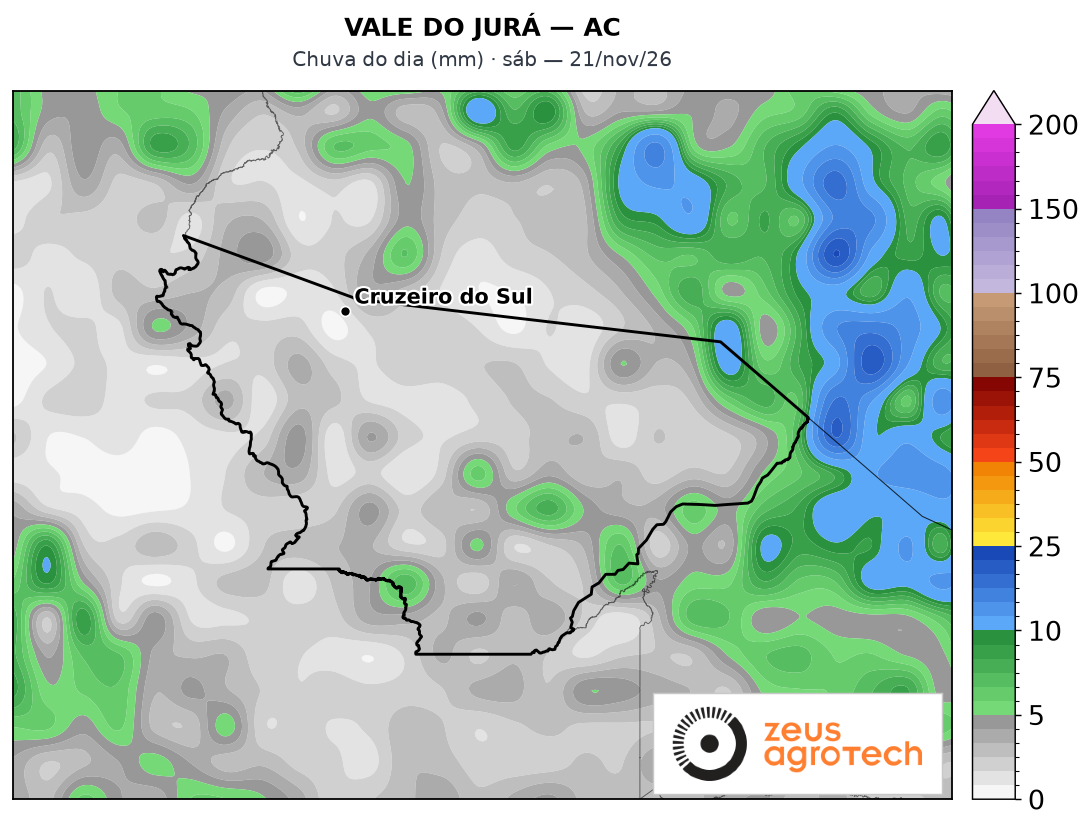 VALE DO JURÁ — AC
Chuva do dia (mm) · sáb — 21/nov/26
Cruzeiro do Sul
200
150
100
75
50
25
10
5
0
zeus
agrotech